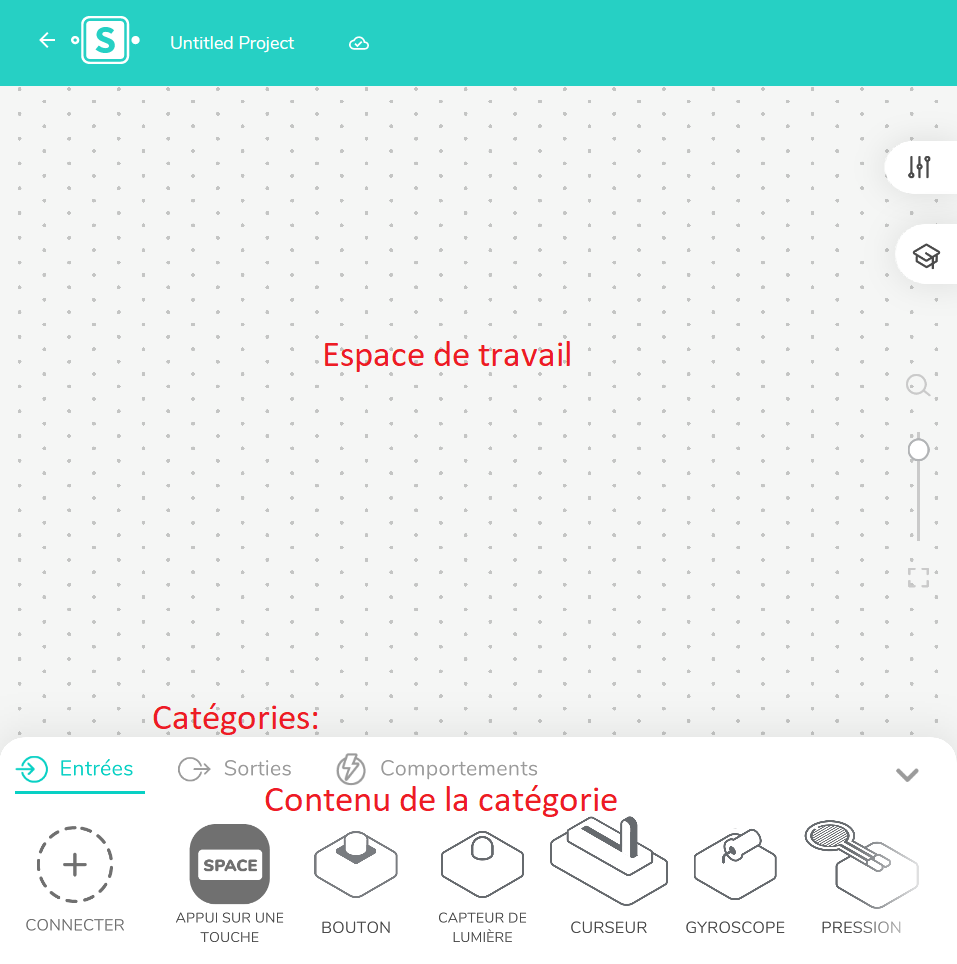 S
Untitled Project
Espace de travail
Catégories:
Entrées
Sorties
Comportements
Contenu de la catégorie
SPACE
CONNECTER
APPUI SUR UNE
TOUCHE
BOUTON
CAPTEUR DE
LUMIÈRE
CURSEUR
GYROSCOPE
PRESSION